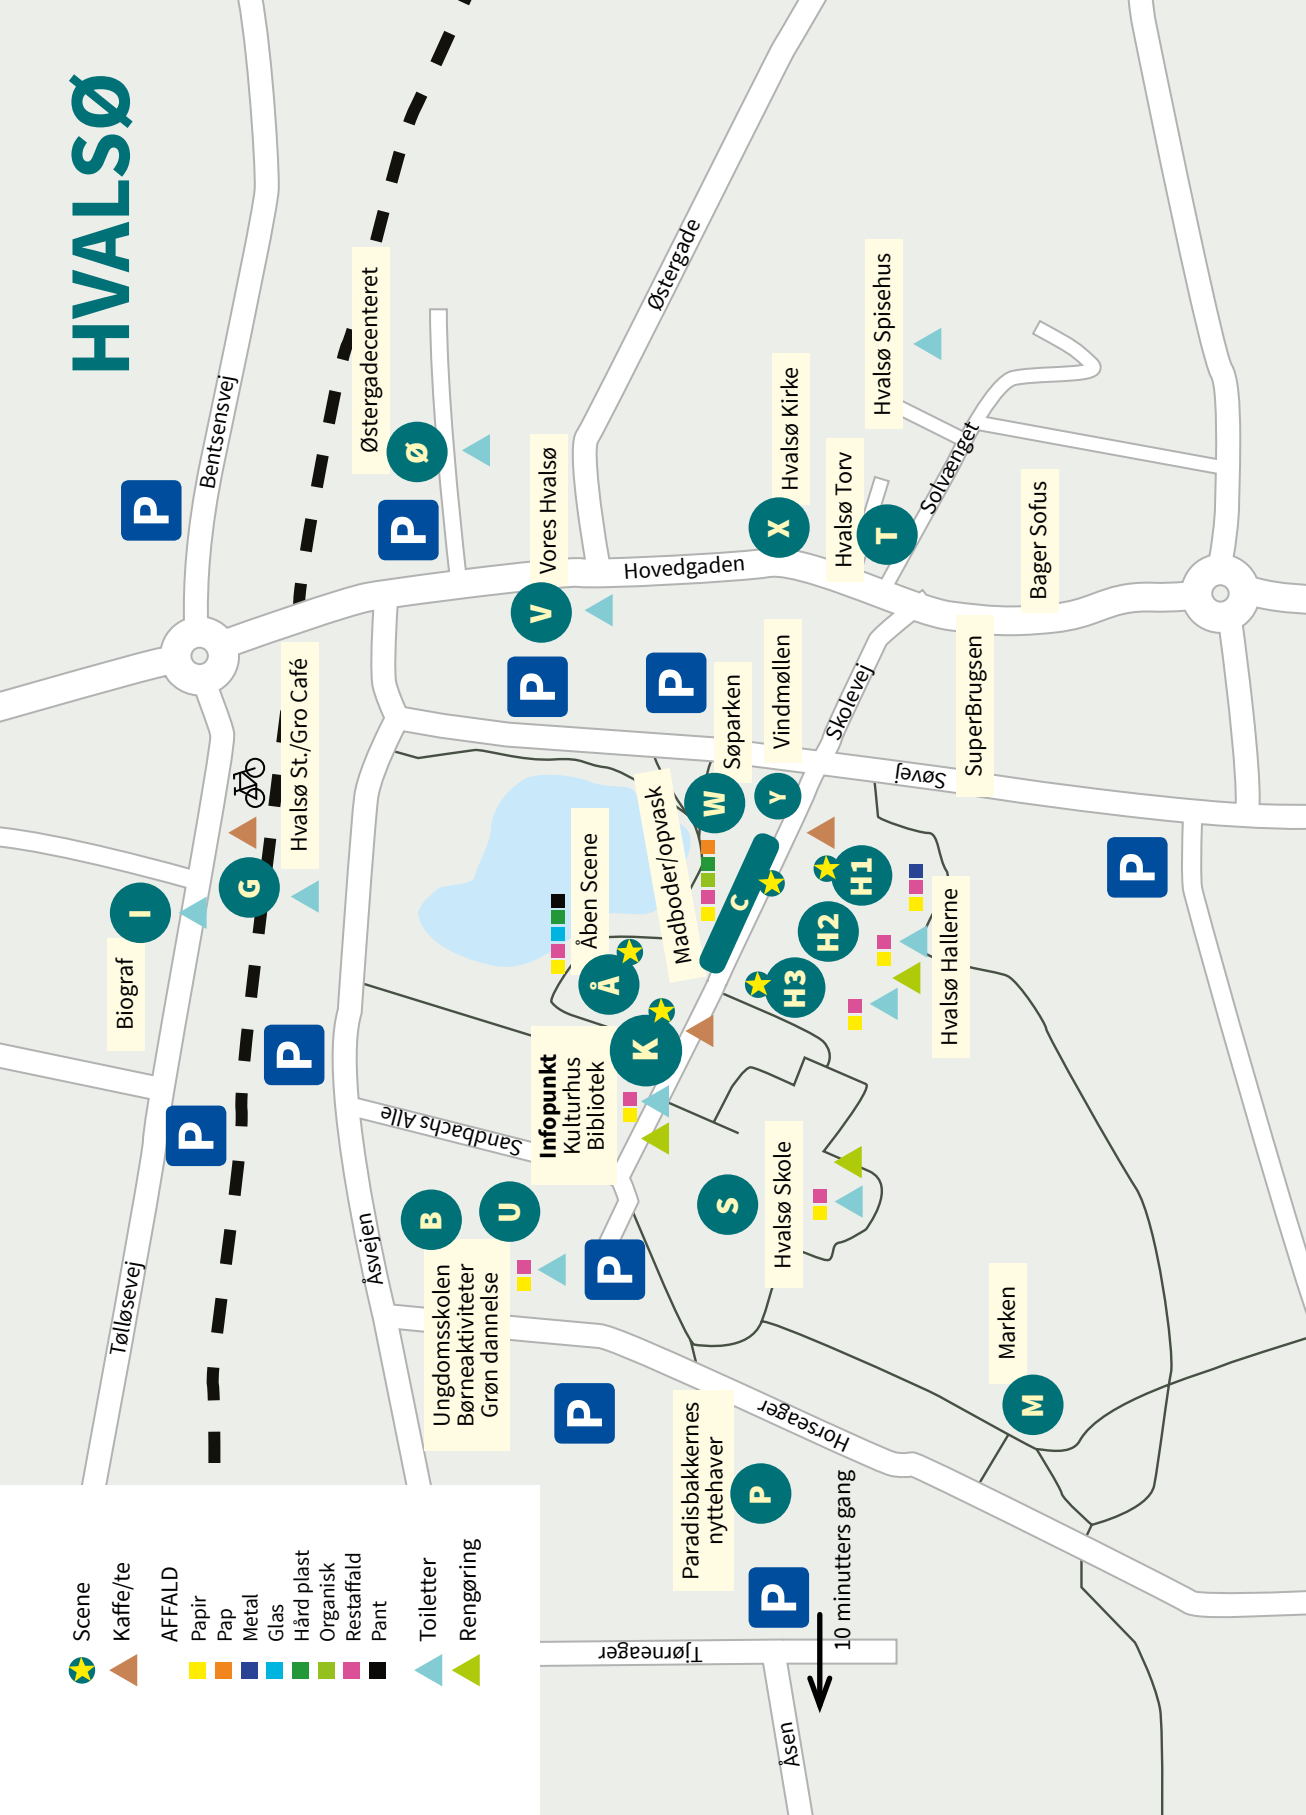 HVALSØ
Scene
Kaffe/te
AFFALD
Papir
Pap
Metal
Glas
Hård plast
Organisk
Restaffald
Pant
Toiletter
Rengøring
Tølløsevej
P
Biograf
I
P
G
Hvalsø St./Gro Café
Bentsensvej
P
Åsvejen
Sandbachs Alle
P
Østergadecenteret
Ø
Ungdomsskolen
Børneaktiviteter
Grøn dannelse
B
U
P
Infopunkt
Kulturhus
Bibliotek
K
Å
Åben Scene
P
V
Vores Hvalsø
Østergade
P
Madboder/opvask
C
W
Søparken
P
Hovedgaden
Y
Vindmøllen
X
Hvalsø Kirke
Tjørneager
Åsen
10 minutters gang
P
Paradisbakkernes
nyttehaver
P
Horseager
S
Hvalsø Skole
H3
H2
H1
Hvalsø Hallerne
Skolevej
Hvalsø Torv
T
Hvalsø Spisehus
Solvænget
Søvej
SuperBrugsen
Bager Sofus
Marken
M
P